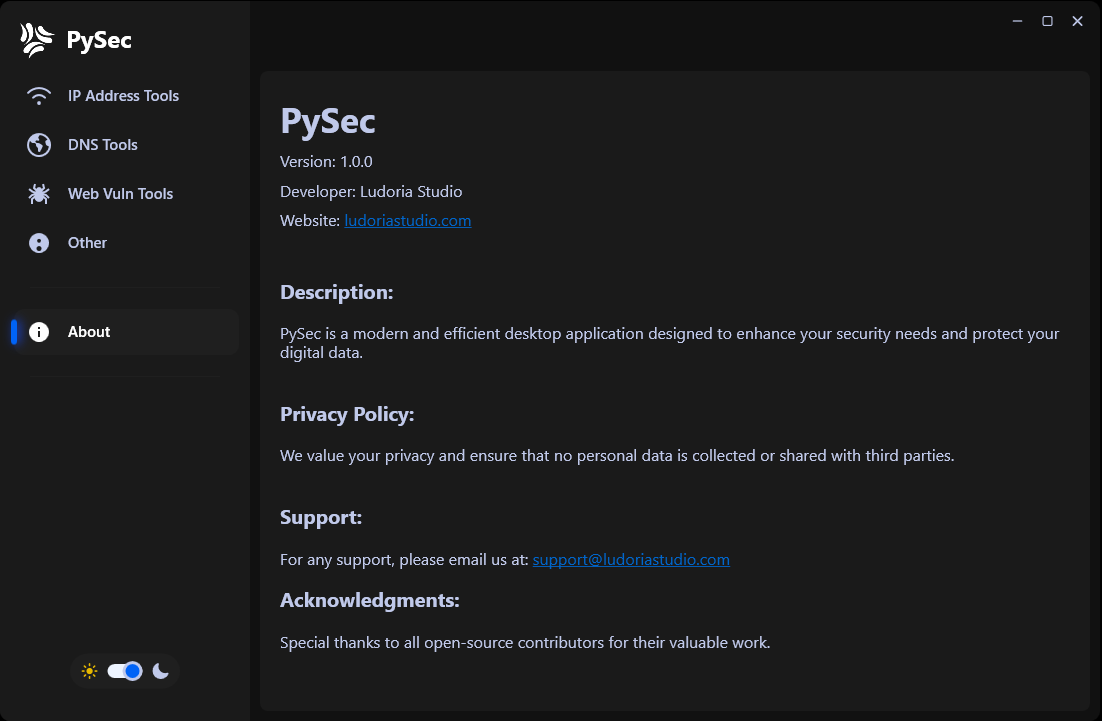 PySec
IP Address Tools
DNS Tools
Web Vuln Tools
Other
About
PySec
Version: 1.0.0
Developer: Ludoria Studio
Website: ludoriastudio.com
Description:
PySec is a modern and efficient desktop application designed to enhance your security needs and protect your
digital data.
Privacy Policy:
We value your privacy and ensure that no personal data is collected or shared with third parties.
Support:
For any support, please email us at: support@ludoriastudio.com
Acknowledgments:
Special thanks to all open-source contributors for their valuable work.